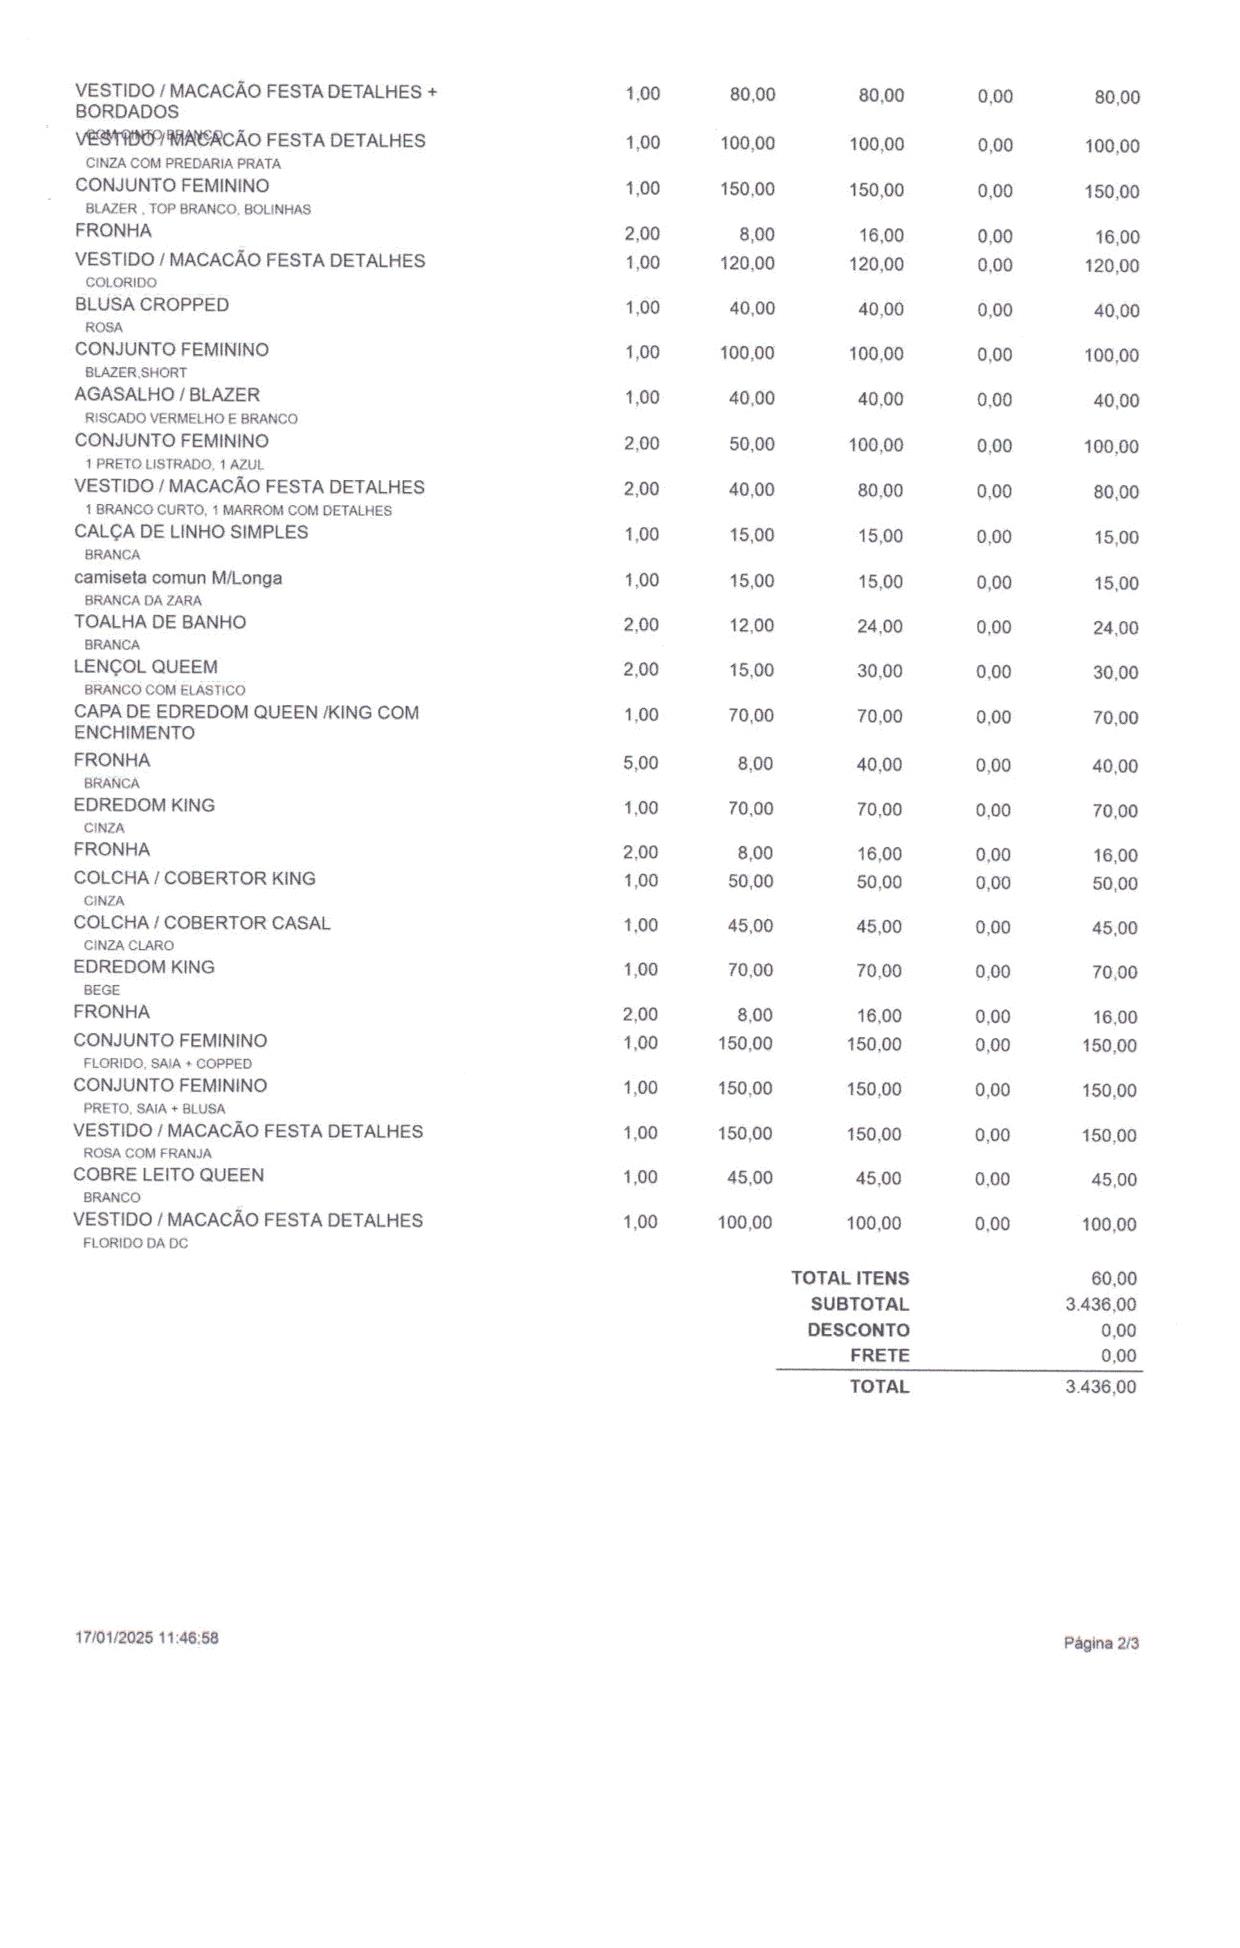 VESTIDO / MACACÃO FESTA DETALHES + 1,00 80,00 80,00 0,00 80,00
BORDADOS
COM CINTO BRANCO
VESTIDO / MACACÃO FESTA DETALHES 1,00 100,00 100,00 0,00 100,00
CINZA COM PREDARIA PRATA
CONJUNTO FEMININO 1,00 150,00 150,00 0,00 150,00
BLAZER , TOP BRANCO, BOLINHAS
FRONHA 2,00 8,00 16,00 0,00 16,00
VESTIDO / MACACÃO FESTA DETALHES 1,00 120,00 120,00 0,00 120,00
COLORIDO
BLUSA CROPPED 1,00 40,00 40,00 0,00 40,00
ROSA
CONJUNTO FEMININO 1,00 100,00 100,00 0,00 100,00
BLAZER,SHORT
AGASALHO / BLAZER 1,00 40,00 40,00 0,00 40,00
RISCADO VERMELHO E BRANCO
CONJUNTO FEMININO 2,00 50,00 100,00 0,00 100,00
1 PRETO LISTRADO, 1 AZUL
VESTIDO / MACACÃO FESTA DETALHES 2,00 40,00 80,00 0,00 80,00
1 BRANCO CURTO, 1 MARROM COM DETALHES
CALÇA DE LINHO SIMPLES 1,00 15,00 15,00 0,00 15,00
BRANCA
camiseta comun M/Longa 1,00 15,00 15,00 0,00 15,00
BRANCA DA ZARA
TOALHA DE BANHO 2,00 12,00 24,00 0,00 24,00
BRANCA
LENÇOL QUEEM 2,00 15,00 30,00 0,00 30,00
BRANCO COM ELASTICO
CAPA DE EDREDOM QUEEN /KING COM 1,00 70,00 70,00 0,00 70,00
ENCHIMENTO
FRONHA 5,00 8,00 40,00 0,00 40,00
BRANCA
EDREDOM KING 1,00 70,00 70,00 0,00 70,00
CINZA
FRONHA 2,00 8,00 16,00 0,00 16,00
COLCHA / COBERTOR KING 1,00 50,00 50,00 0,00 50,00
CINZA
COLCHA / COBERTOR CASAL 1,00 45,00 45,00 0,00 45,00
CINZA CLARO
EDREDOM KING 1,00 70,00 70,00 0,00 70,00
BEGE
FRONHA 2,00 8,00 16,00 0,00 16,00
CONJUNTO FEMININO 1,00 150,00 150,00 0,00 150,00
FLORIDO, SAIA + COPPED
CONJUNTO FEMININO 1,00 150,00 150,00 0,00 150,00
PRETO, SAIA + BLUSA
VESTIDO / MACACÃO FESTA DETALHES 1,00 150,00 150,00 0,00 150,00
ROSA COM FRANJA
COBRE LEITO QUEEN 1,00 45,00 45,00 0,00 45,00
BRANCO
VESTIDO / MACACÃO FESTA DETALHES 1,00 100,00 100,00 0,00 100,00
FLORIDO DA DC
TOTAL ITENS 60,00
SUBTOTAL 3.436,00
DESCONTO 0,00
FRETE 0,00
TOTAL 3.436,00
17/01/2025 11:46:58 Página 2/3